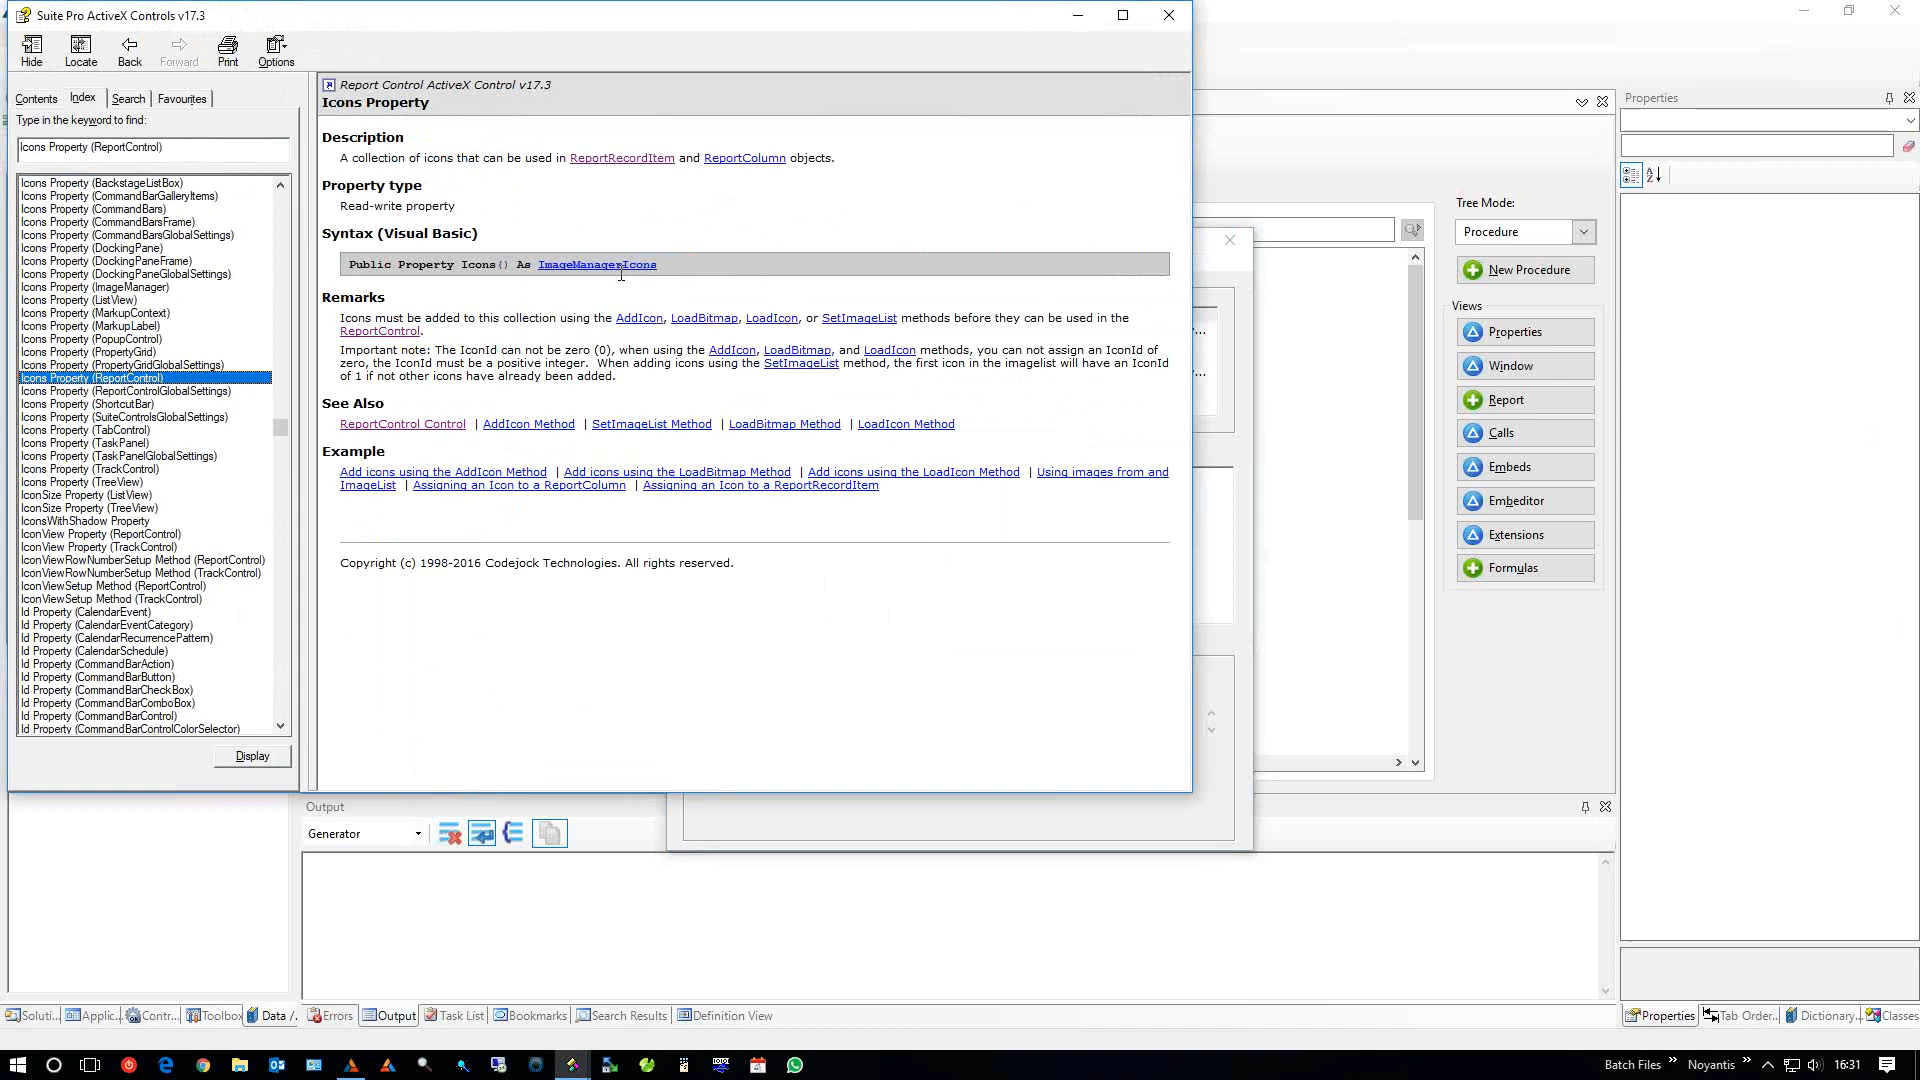 Suite Pro ActiveX Controls v17.3
Hide
Locate
Back
Forward
Print
Options
Contents
Index
Search
Favourites
Type in the keyword to find:
Icons Property (ReportControl)
Icons Property (BackstageListBox)
Icons Property (CommandBarGalleryItems)
Icons Property (CommandBars)
Icons Property (CommandBarsFrame)
Icons Property (CommandBarsGlobalSettings)
Icons Property (DockingPane)
Icons Property (DockingPaneFrame)
Icons Property (DockingPaneGlobalSettings)
Icons Property (ImageManager)
Icons Property (ListView)
Icons Property (MarkupContext)
Icons Property (MarkupLabel)
Icons Property (PopupControl)
Icons Property (PropertyGrid)
Icons Property (PropertyGridGlobalSettings)
Icons Property (ReportControl)
Icons Property (ReportControlGlobalSettings)
Icons Property (ShortcutBar)
Icons Property (SuiteControlsGlobalSettings)
Icons Property (TabControl)
Icons Property (TaskPanel)
Icons Property (TaskPanelGlobalSettings)
Icons Property (TrackControl)
Icons Property (TreeView)
IconSize Property (ListView)
IconSize Property (TreeView)
IconsWithShadow Property
IconView Property (ReportControl)
IconView Property (TrackControl)
IconViewRowNumberSetup Method (ReportControl)
IconViewRowNumberSetup Method (TrackControl)
IconViewSetup Method (ReportControl)
IconViewSetup Method (TrackControl)
Id Property (CalendarEvent)
Id Property (CalendarEventCategory)
Id Property (CalendarRecurrencePattern)
Id Property (CalendarSchedule)
Id Property (CommandBarAction)
Id Property (CommandBarButton)
Id Property (CommandBarCheckBox)
Id Property (CommandBarComboBox)
Id Property (CommandBarControl)
Id Property (CommandBarControlColorSelector)
Display
Report Control ActiveX Control v17.3
Icons Property
Description
A collection of icons that can be used in ReportRecordItem and ReportColumn objects.
Property type
Read-write property
Syntax (Visual Basic)
Public Property Icons() As ImageManagerIcons
Remarks
Icons must be added to this collection using the AddIcon, LoadBitmap, LoadIcon, or SetImageList methods before they can be used in the
ReportControl.
Important note: The IconId can not be zero (0), when using the AddIcon, LoadBitmap, and LoadIcon methods, you can not assign an IconId of
zero, the IconId must be a positive integer. When adding icons using the SetImageList method, the first icon in the imagelist will have an IconId
of 1 if not other icons have already been added.
See Also
ReportControl Control | AddIcon Method | SetImageList Method | LoadBitmap Method | LoadIcon Method
Example
Add icons using the AddIcon Method | Add icons using the LoadBitmap Method | Add icons using the LoadIcon Method | Using images from and
ImageList | Assigning an Icon to a ReportColumn | Assigning an Icon to a ReportRecordItem
Copyright (c) 1998-2016 Codejock Technologies. All rights reserved.
...
...
Tree Mode:
Procedure
New Procedure
Views
Properties
Window
Report
Calls
Embeds
Embeditor
Extensions
Formulas
Properties
Output
Generator
Soluti... Applic... Contr... Toolbox Data /. Errors Output Task List Bookmarks Search Results Definition View
Properties Tab Order... Dictionary... Classes
Batch Files » Noyantis » 16:31